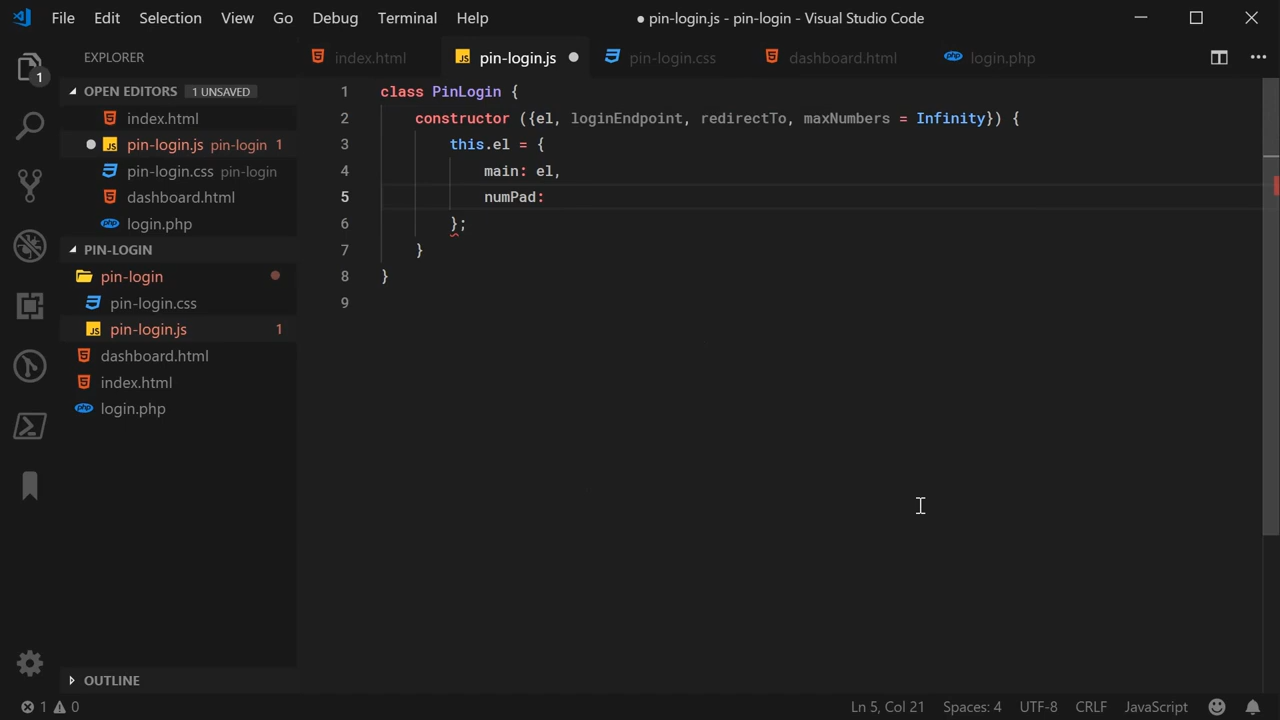 File Edit Selection View Go Debug Terminal Help ● pin-login.js - pin-login - Visual Studio Code
EXPLORER
index.html pin-login.js pin-login.css dashboard.html login.php
1
OPEN EDITORS 1 UNSAVED
index.html
JS pin-login.js pin-login 1
pin-login.css pin-login
dashboard.html
login.php
PIN-LOGIN
pin-login
pin-login.css
JS pin-login.js 1
dashboard.html
index.html
login.php
OUTLINE
1 class PinLogin {
2 constructor ({el, loginEndpoint, redirectTo, maxNumbers = Infinity}) {
3 this.el = {
4 main: el,
5 numPad:
6 };
7 }
8 }
9
1 0 Ln 5, Col 21 Spaces: 4 UTF-8 CRLF JavaScript